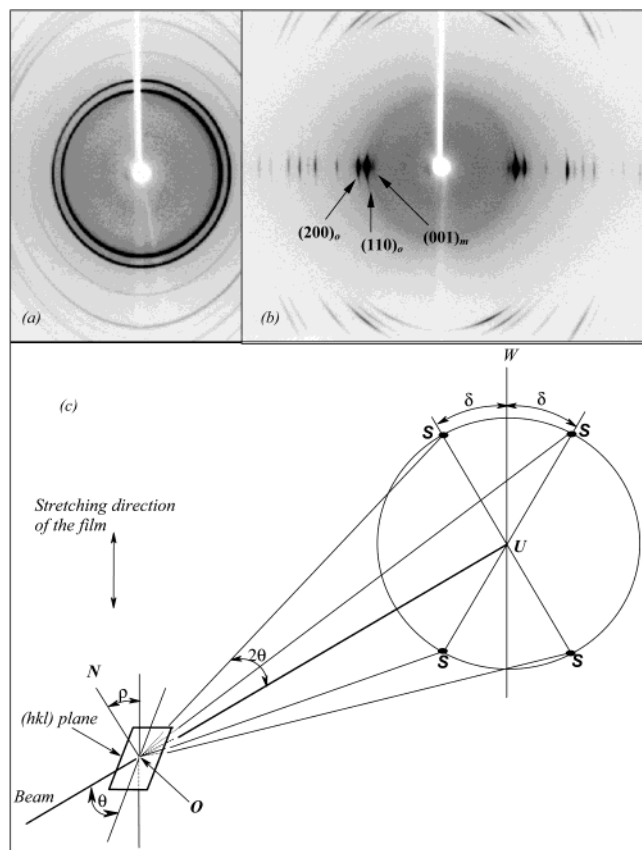 (a)
(b)
(200)o
(110)o
(001)m
(c)
W
δ
δ
S
S
Stretching direction
of the film
U
2θ
S
S
N
ρ
(hkl) plane
Beam
θ
O